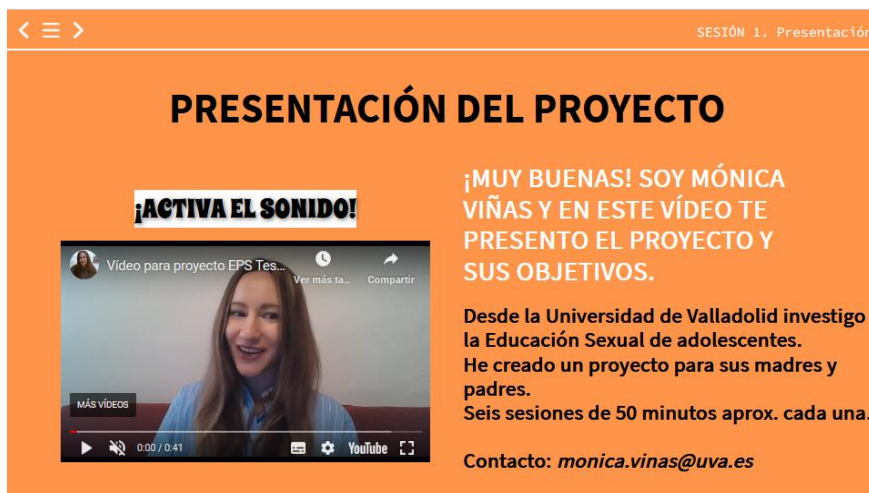 SESIÓN 1. Presentación
PRESENTACIÓN DEL PROYECTO
¡ACTIVA EL SONIDO!
Vídeo para proyecto EPS Tes...
Ver más ta...
Compartir
MÁS VÍDEOS
0:00 / 0:41
YouTube
¡MUY BUENAS! SOY MÓNICA
VIÑAS Y EN ESTE VÍDEO TE
PRESENTO EL PROYECTO Y
SUS OBJETIVOS.
Desde la Universidad de Valladolid investigo
la Educación Sexual de adolescentes.
He creado un proyecto para sus madres y
padres.
Seis sesiones de 50 minutos aprox. cada una.
Contacto: monica.vinas@uva.es